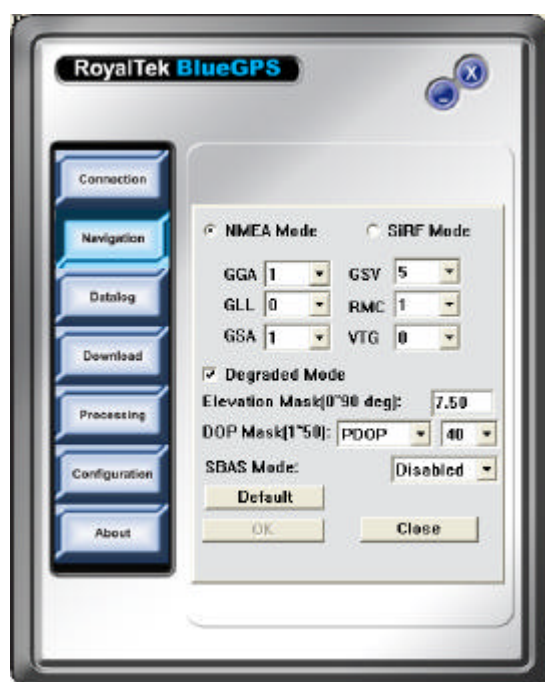 RoyalTek BlueGPS
X
Connection
Navigation
Datalog
Download
Processing
Configuration
About
NMEA Mode SiRF Mode
GGA 1 GSV 5
GLL 0 RMC 1
GSA 1 VTG 0
Degraded Mode
Elevation Mask(0~90 deg): 7.50
DOP Mask(1~50): PDOP 40
SBAS Mode: Disabled
Default
OK Close